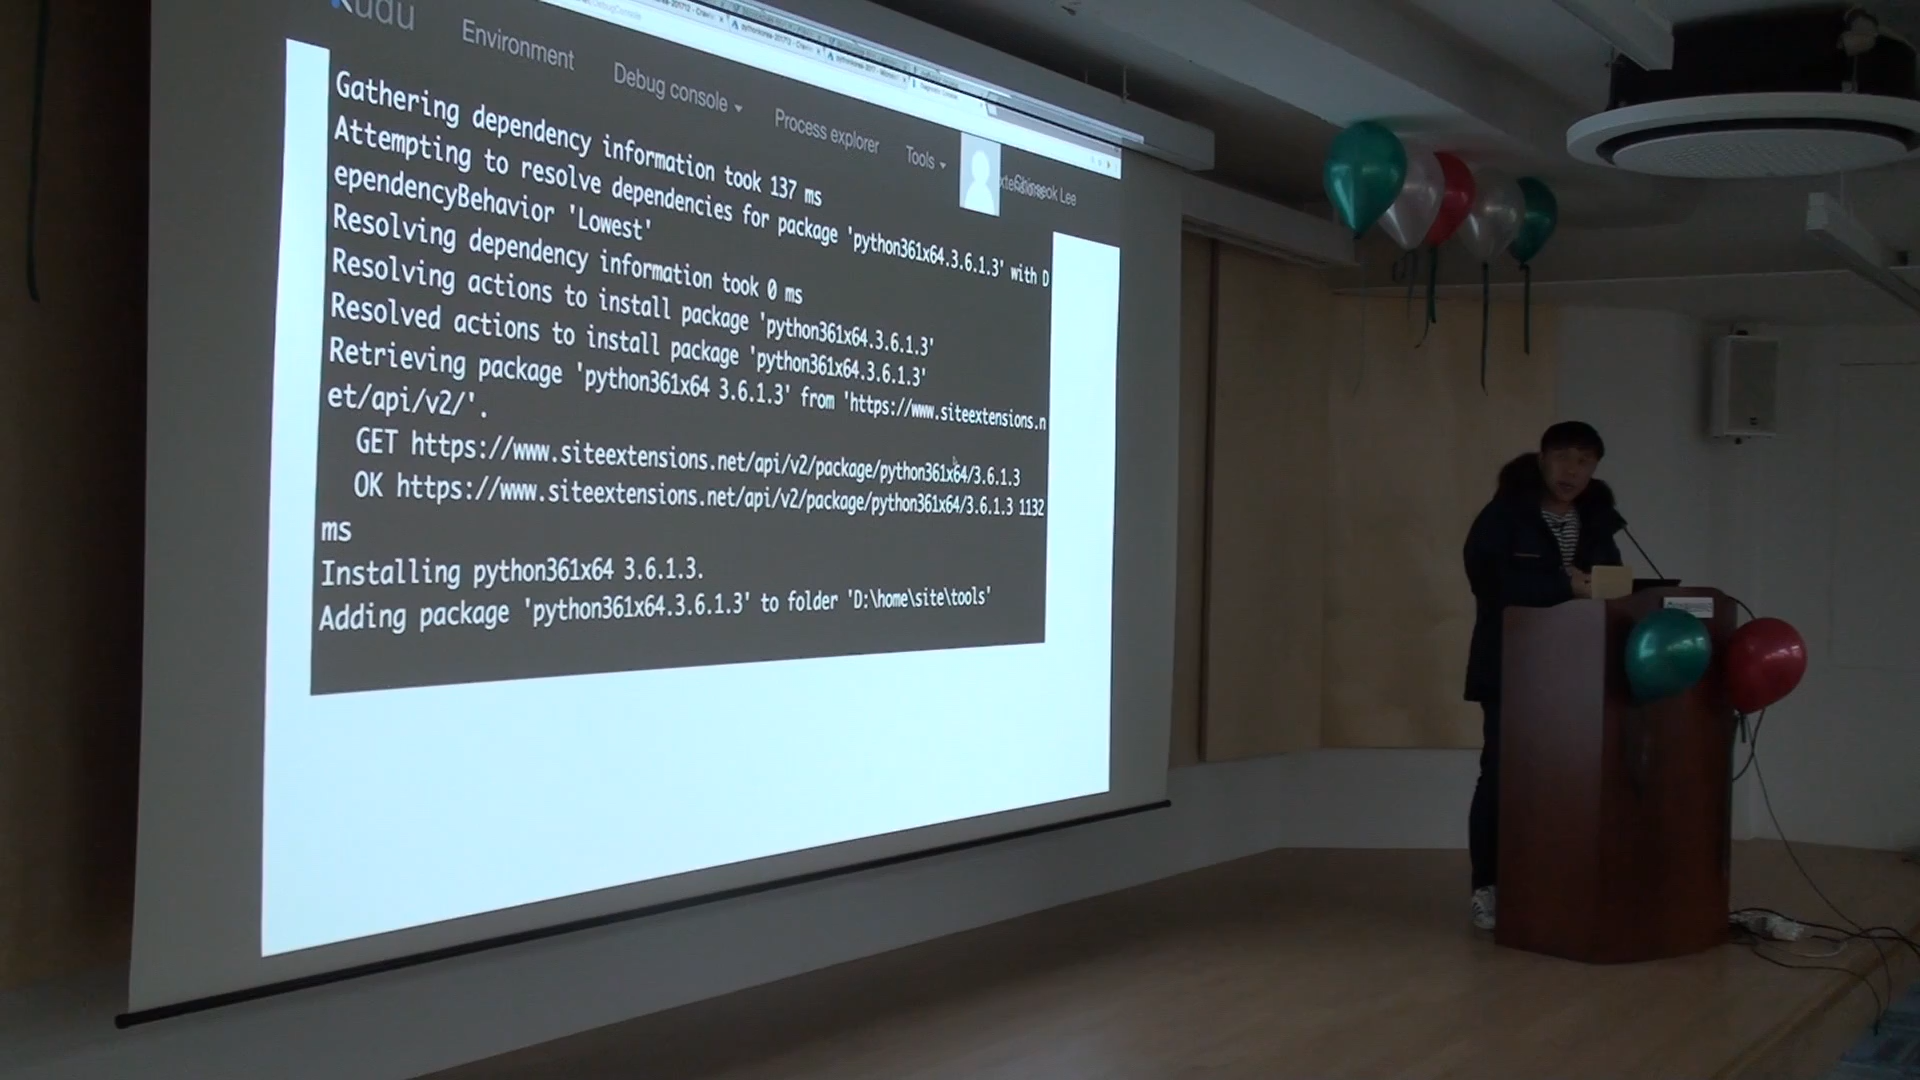 Kudu
Environment
Debug console
Process explorer
Tools
Gathering dependency information took 137 ms
Attempting to resolve dependencies for package 'python361x64.3.6.1.3' with D
ependencyBehavior 'Lowest'
Resolving dependency information took 0 ms
Resolving actions to install package 'python361x64.3.6.1.3'
Resolved actions to install package 'python361x64.3.6.1.3'
Retrieving package 'python361x64 3.6.1.3' from 'https://www.siteextensions.n
et/api/v2/'.
GET https://www.siteextensions.net/api/v2/package/python361x64/3.6.1.3
OK https://www.siteextensions.net/api/v2/package/python361x64/3.6.1.3 1132
ms
Installing python361x64 3.6.1.3.
Adding package 'python361x64.3.6.1.3' to folder 'D:\home\site\tools'